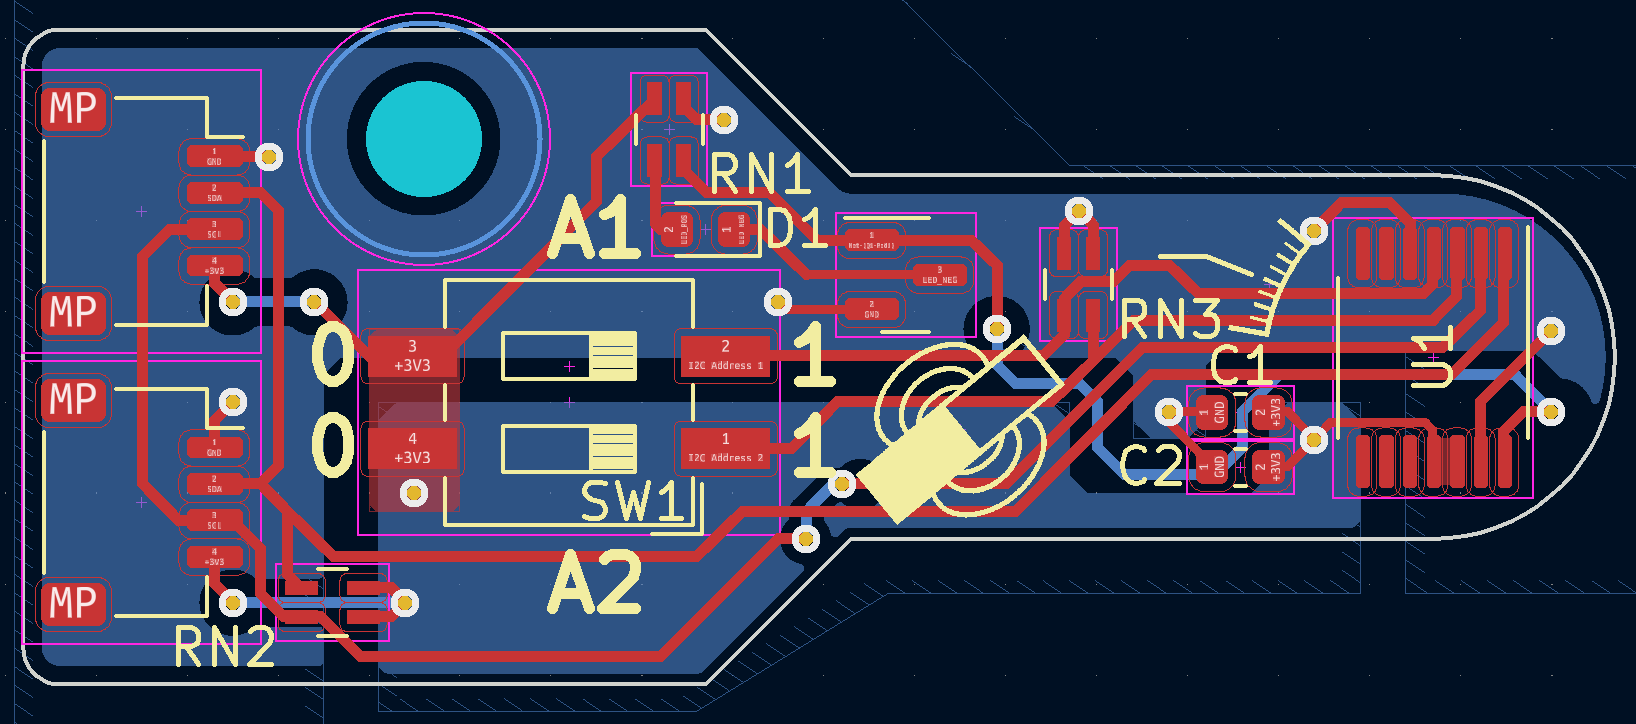 MP
1
GND
2
SDA
3
SCL
4
+3V3
MP
MP
1
GND
2
SDA
3
SCL
4
+3V3
MP
RN2
A1
RN1
2
LED_POS
1
LED_NEG
D1
1
3
LED_NEG
2
GND
0
3
+3V3
2
I2C Address 1
1
0
4
+3V3
1
I2C Address 2
1
SW1
A2
RN3
C1
1
GND
2
+3V3
C2
1
GND
2
+3V3
U1